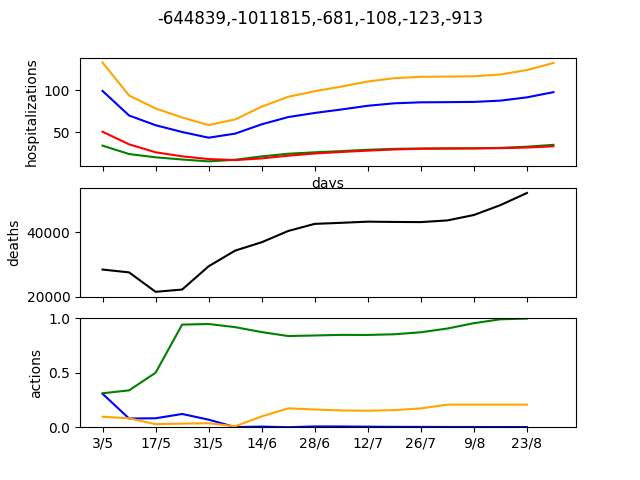 -644839,-1011815,-681,-108,-123,-913
hospitalizations
100
50
days
deaths
40000
20000
actions
1.0
0.5
0.0
3/5 17/5 31/5 14/6 28/6 12/7 26/7 9/8 23/8